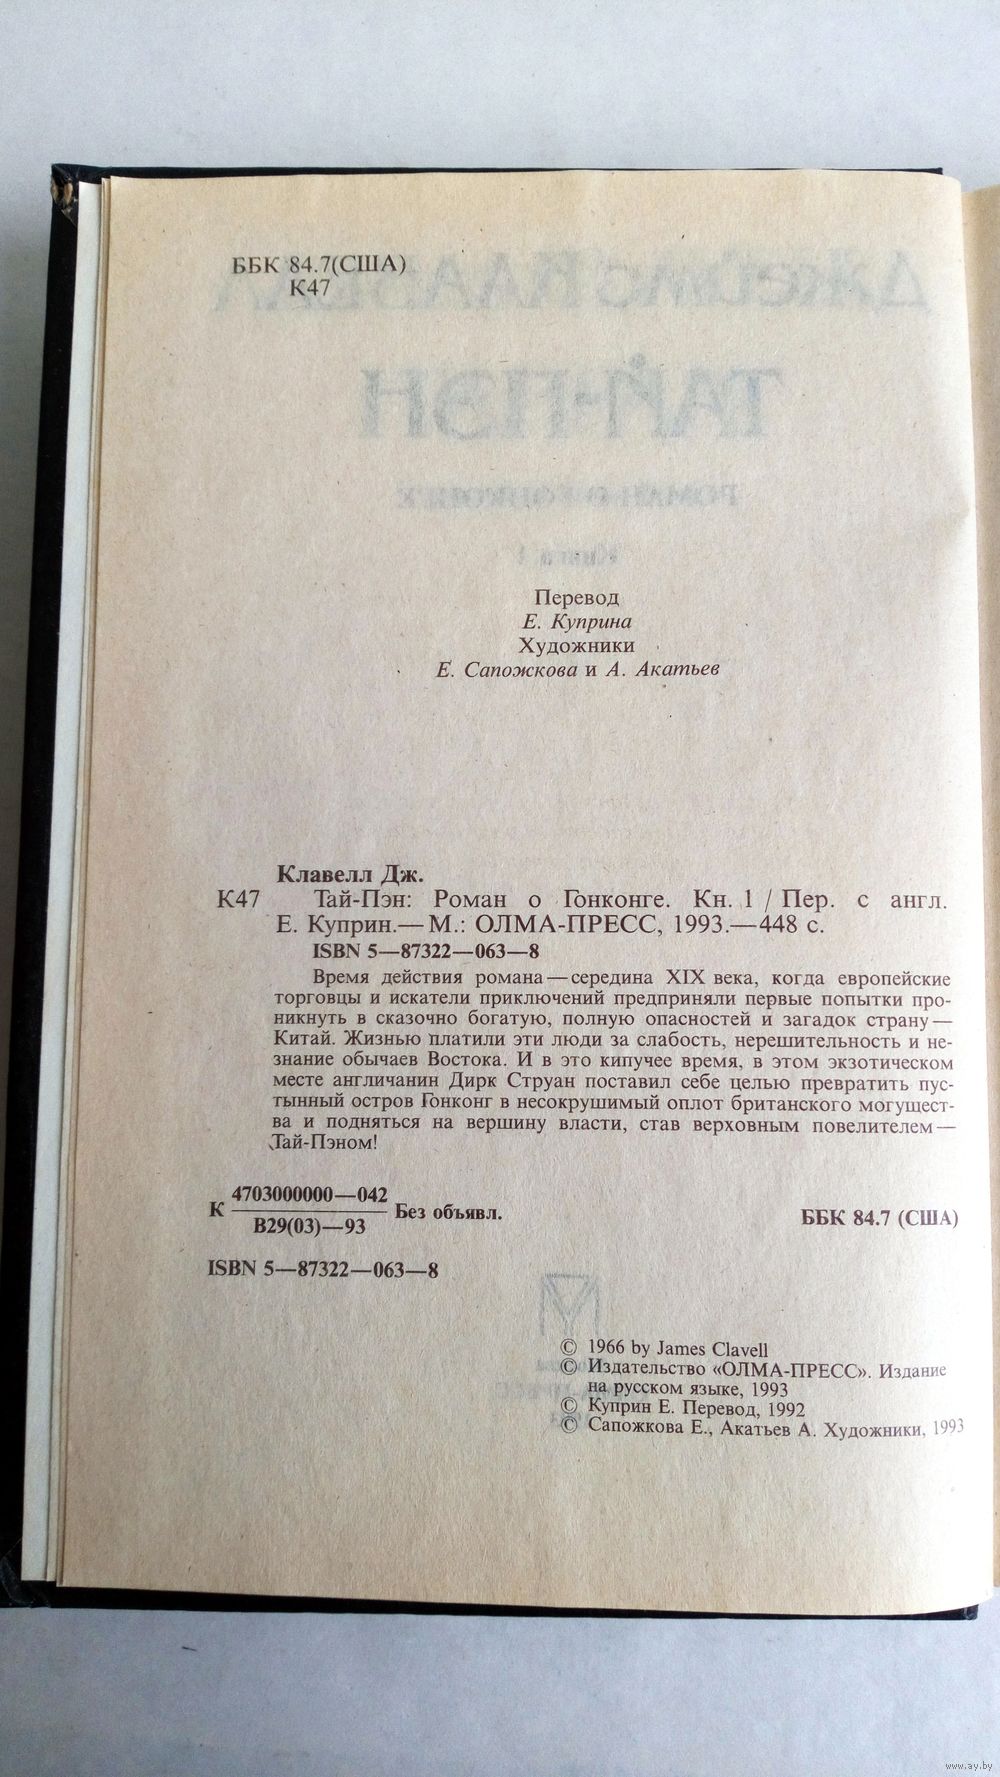 ББК 84.7(США)
К47
Перевод
Е. Куприна
Художники
Е. Сапожкова и А. Акатьев
Клавелл Дж.
К47 Тай-Пэн: Роман о Гонконге. Кн. 1 / Пер. с англ.
Е. Куприн.— М.: ОЛМА-ПРЕСС, 1993.—448 с.
ISBN 5—87322—063—8
Время действия романа—середина XIX века, когда европейские
торговцы и искатели приключений предприняли первые попытки про-
никнуть в сказочно богатую, полную опасностей и загадок страну—
Китай. Жизнью платили эти люди за слабость, нерешительность и не-
знание обычаев Востока. И в это кипучее время, в этом экзотическом
месте англичанин Дирк Струан поставил себе целью превратить пус-
тынный остров Гонконг в несокрушимый оплот британского могущест-
ва и подняться на вершину власти, став верховным повелителем—
Тай-Пэном!
К 4703000000—042 Без объявл.
В29(03)—93
ББК 84.7 (США)
ISBN 5—87322—063—8
© 1966 by James Clavell
© Издательство «ОЛМА-ПРЕСС». Издание
на русском языке, 1993
© Куприн Е. Перевод, 1992
© Сапожкова Е., Акатьев А. Художники, 1993
www.ay.by